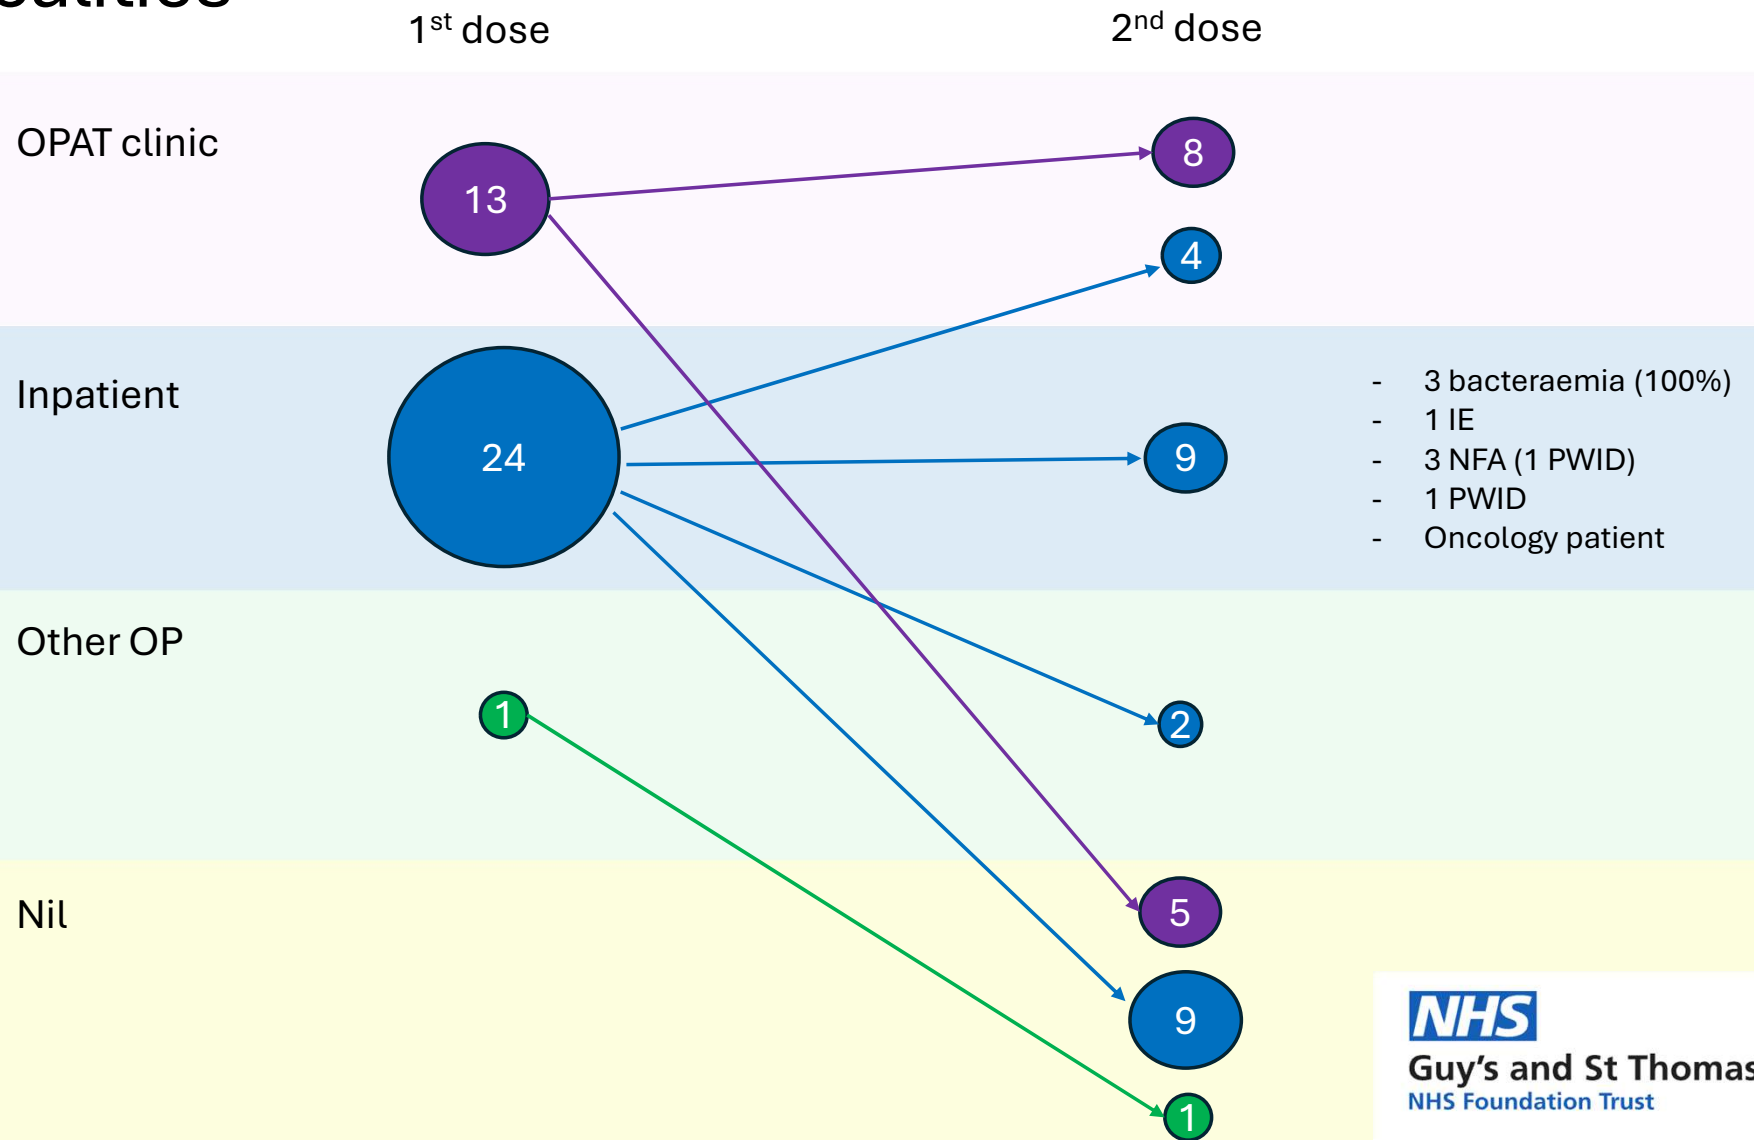 1st dose
2nd dose
OPAT clinic
13
8
4
Inpatient
24
9
- 3 bacteraemia (100%)
- 1 IE
- 3 NFA (1 PWID)
- 1 PWID
- Oncology patient
Other OP
1
2
Nil
5
9
1
NHS
Guy's and St Thomas
NHS Foundation Trust